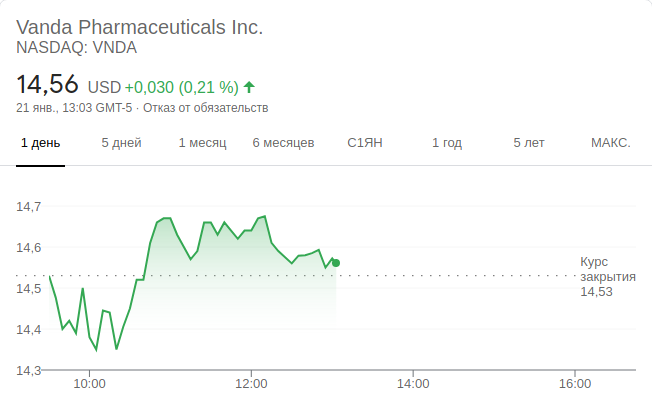 Vanda Pharmaceuticals Inc.
NASDAQ: VNDA
14,56 USD +0,030 (0,21 %)
21 янв., 13:03 GMT-5 · Отказ от обязательств
1 день 5 дней 1 месяц 6 месяцев С1ЯН 1 год 5 лет МАКС.
14,7
14,6
Курс
закрытия
14,53
14,5
14,4
14,3
10:00 12:00 14:00 16:00